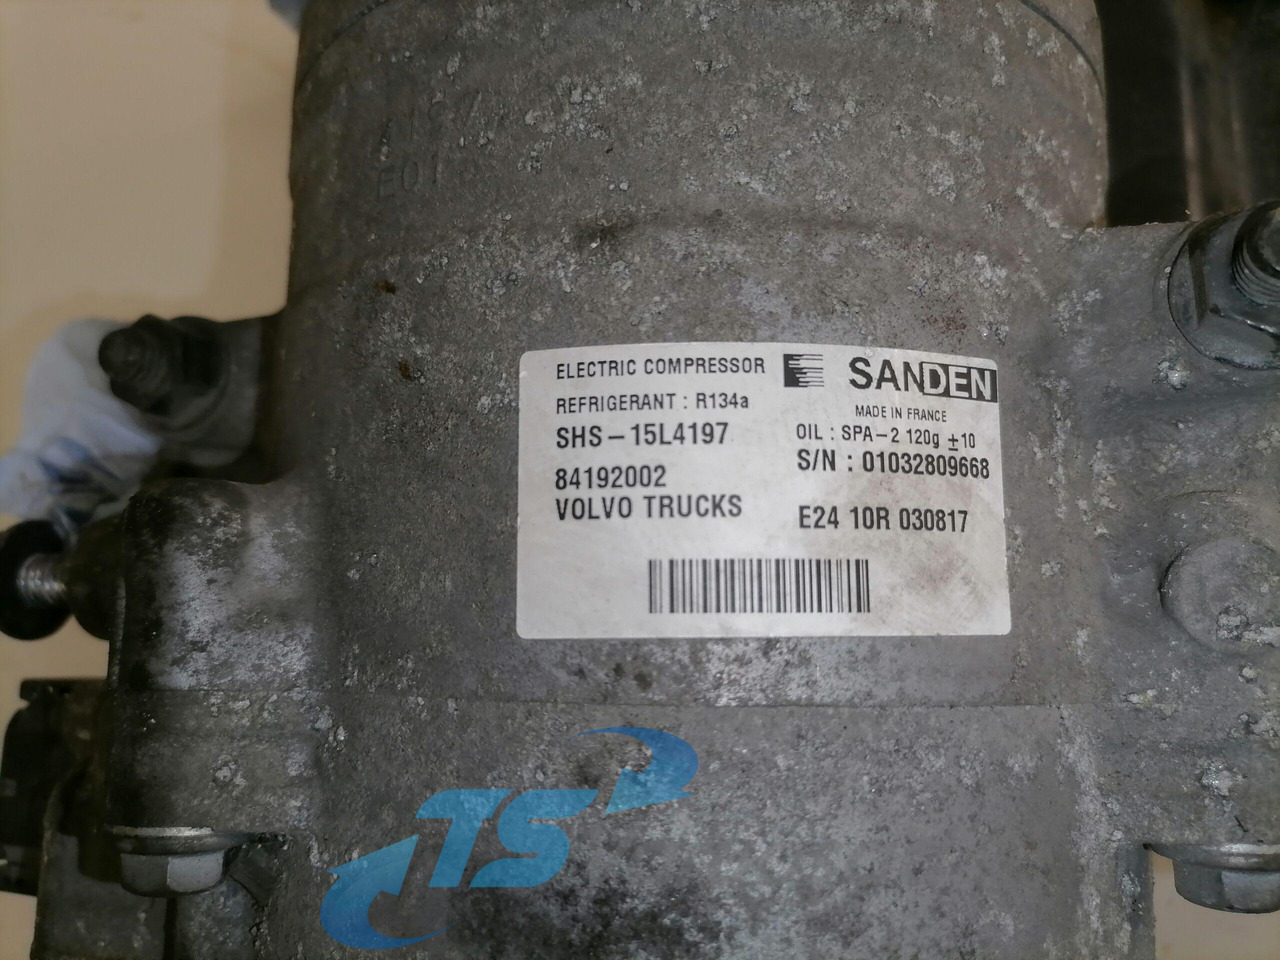 E01
ELECTRIC COMPRESSOR SANDEN
REFRIGERANT : R134a
MADE IN FRANCE
SHS-15L4197
OIL : SPA-2 120g ±10
S/N : 01032809668
84192002
VOLVO TRUCKS
E24 10R 030817
TS